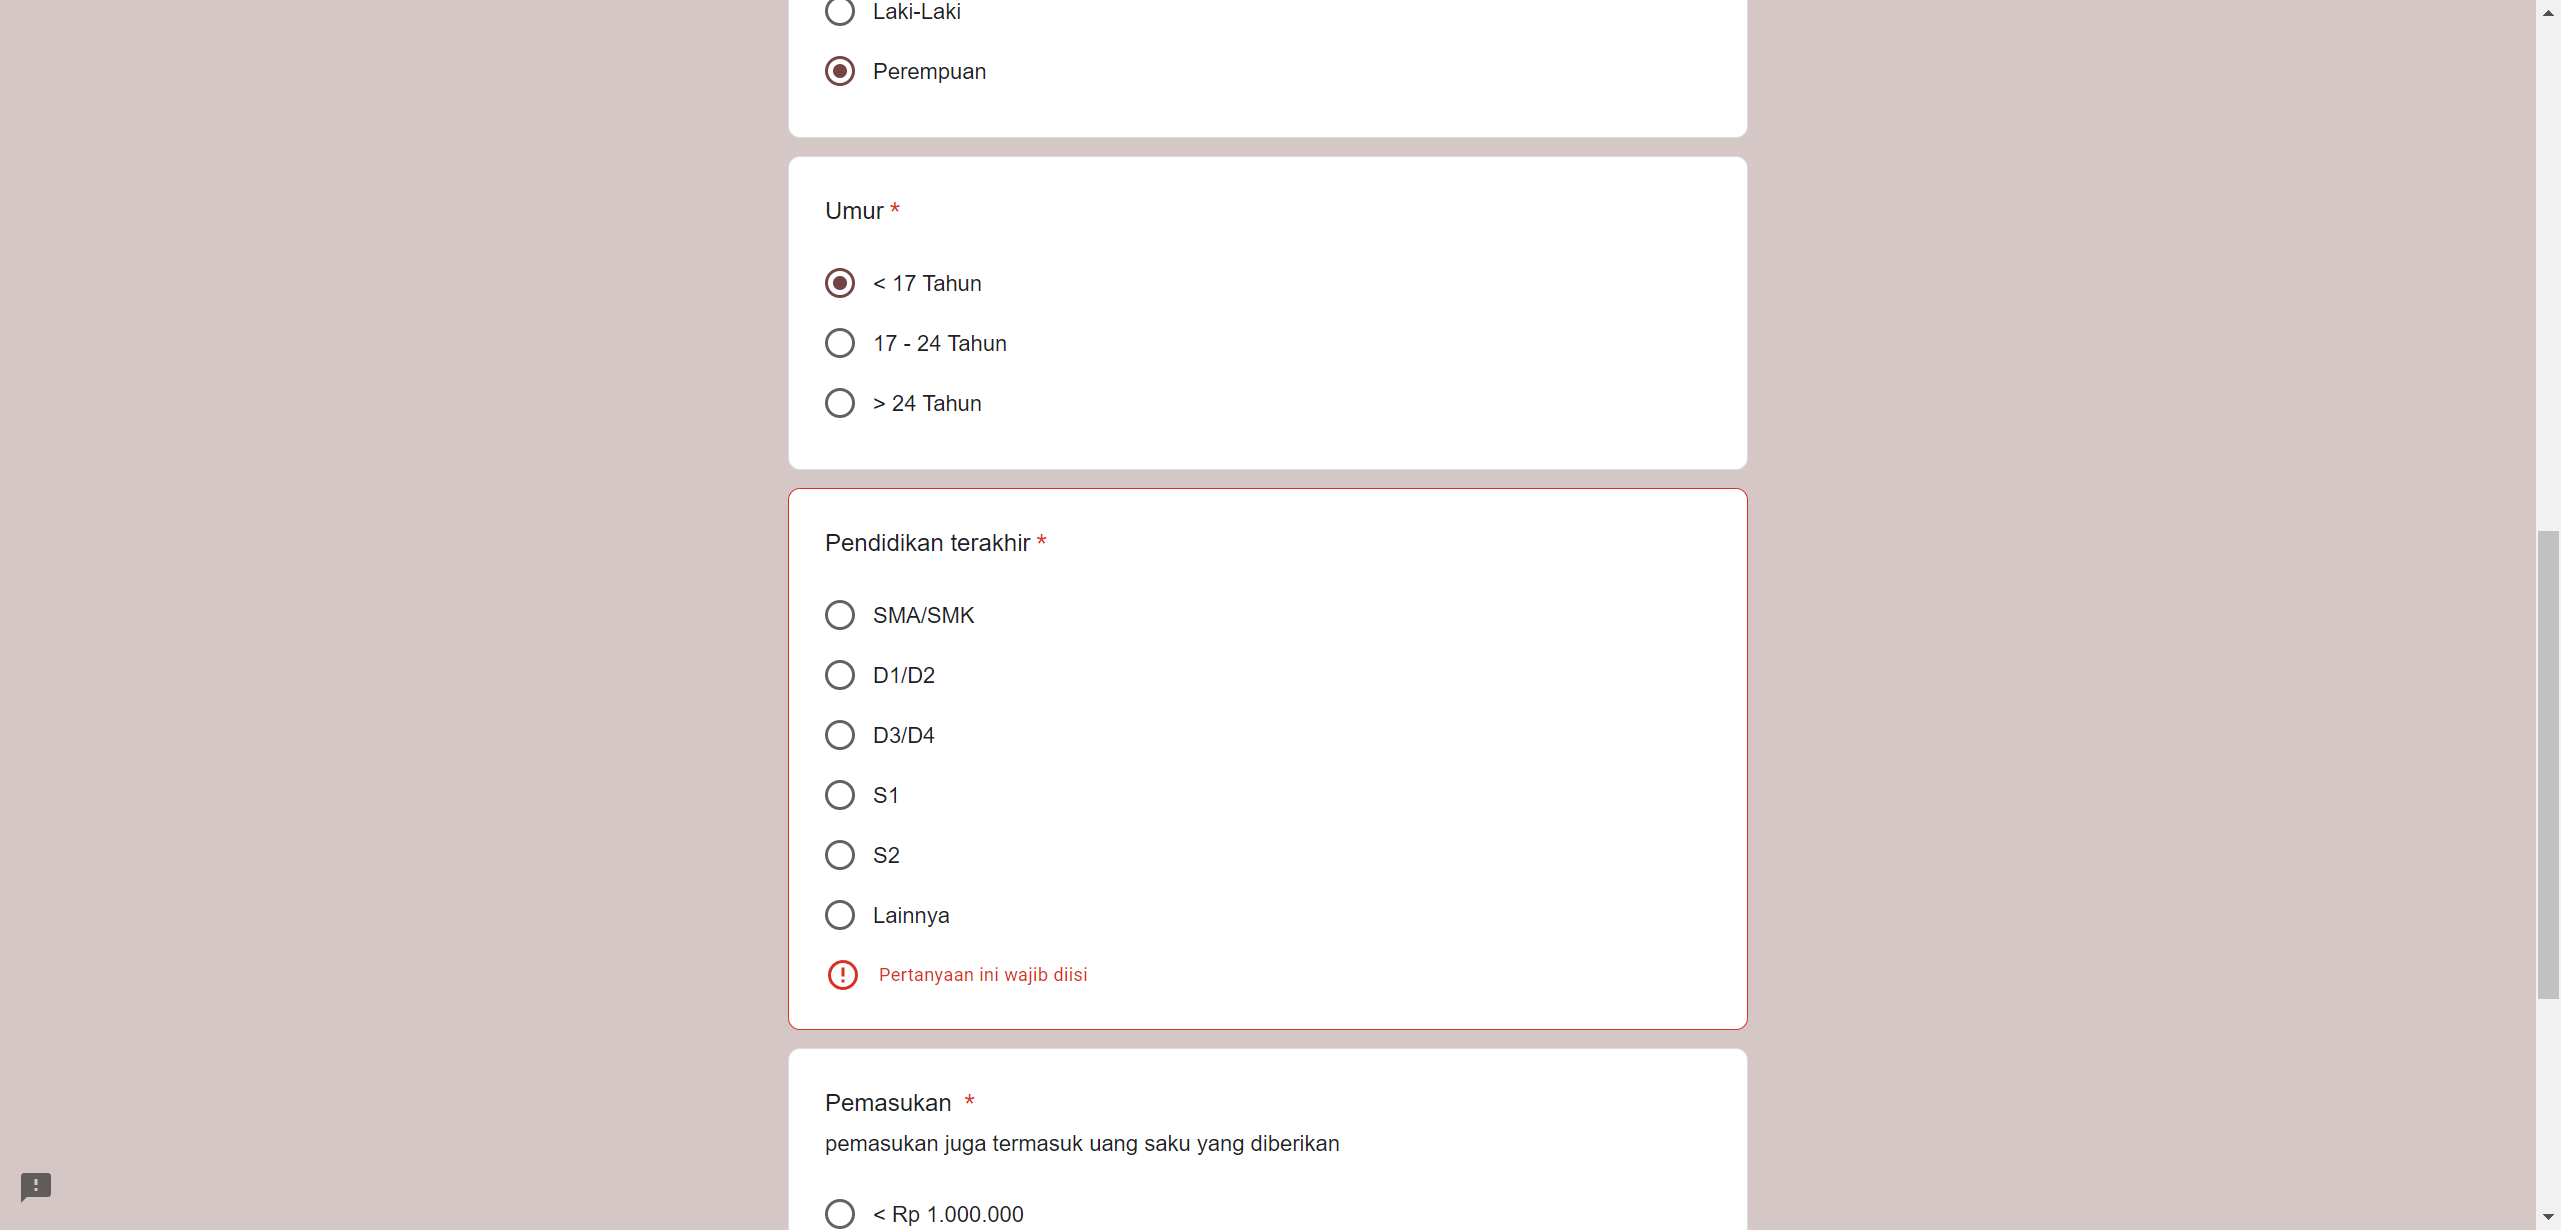 Laki-Laki
Perempuan
Umur *
< 17 Tahun
17 - 24 Tahun
> 24 Tahun
Pendidikan terakhir *
SMA/SMK
D1/D2
D3/D4
S1
S2
Lainnya
Pertanyaan ini wajib diisi
Pemasukan *
pemasukan juga termasuk uang saku yang diberikan
< Rp 1.000.000